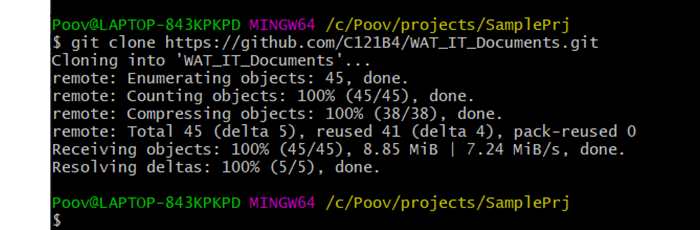 Poov@LAPTOP-843KPKPD MINGW64 /c/Poov/projects/SamplePrj
$ git clone https://github.com/C121B4/WAT_IT_Documents.git
Cloning into 'WAT_IT_Documents'...
remote: Enumerating objects: 45, done.
remote: Counting objects: 100% (45/45), done.
remote: Compressing objects: 100% (38/38), done.
remote: Total 45 (delta 5), reused 41 (delta 4), pack-reused 0
Receiving objects: 100% (45/45), 8.85 MiB | 7.24 MiB/s, done.
Resolving deltas: 100% (5/5), done.
Poov@LAPTOP-843KPKPD MINGW64 /c/Poov/projects/SamplePrj
$